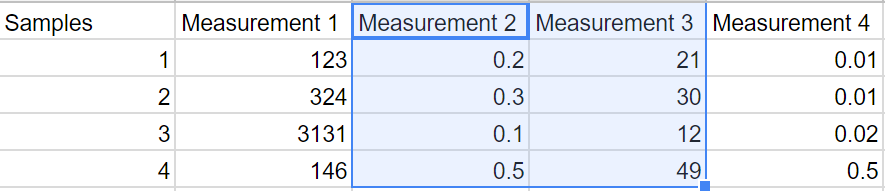 Samples Measurement 1 Measurement 2 Measurement 3 Measurement 4
1 123 0.2 21 0.01
2 324 0.3 30 0.01
3 3131 0.1 12 0.02
4 146 0.5 49 0.5